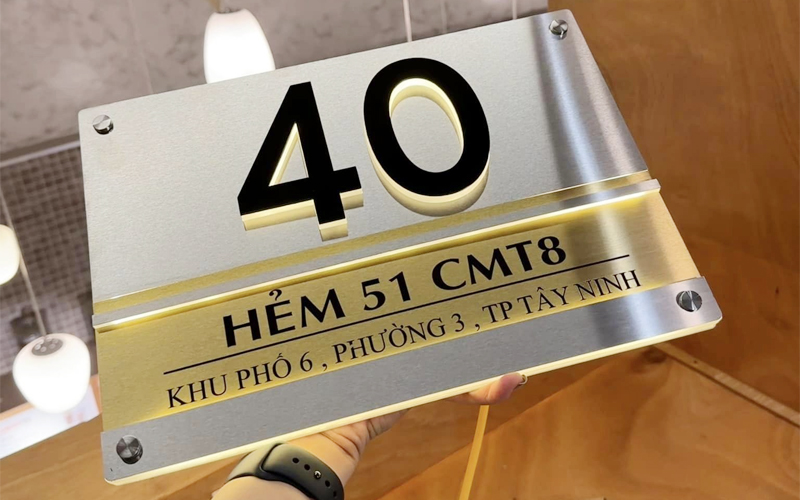 40
HẺM 51 CMT8
KHU PHỐ 6 , PHƯỜNG 3 , TP TÂY NINH